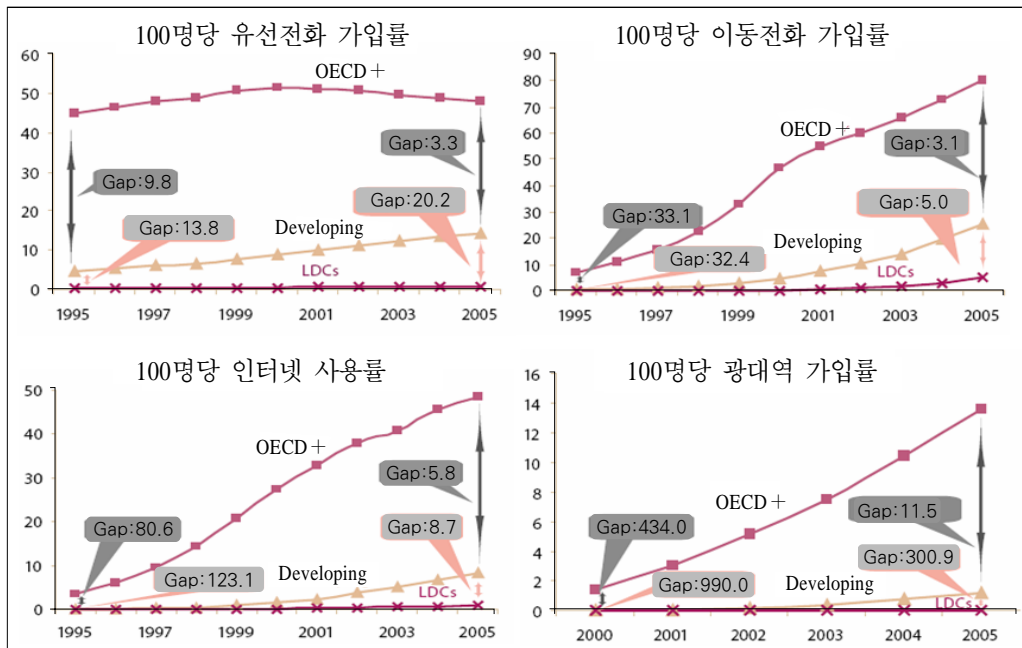 100명당 유선전화 가입률
60
50
40
30
20
10
0
OECD+
Gap:3.3
Gap:9.8
Gap:20.2
Gap:13.8
Developing
LDCs
1995 1997 1999 2001 2003 2005
100명당 이동전화 가입률
90
80
70
60
50
40
30
20
10
0
OECD+
Gap:3.1
Gap:33.1
Gap:5.0
Developing
Gap:32.4
LDCs
1995 1997 1999 2001 2003 2005
100명당 인터넷 사용률
50
40
30
20
10
0
OECD+
Gap:5.8
Gap:80.6
Gap:8.7
Gap:123.1
Developing
LDCs
1995 1997 1999 2001 2003 2005
100명당 광대역 가입률
16
14
12
10
8
6
4
2
0
OECD+
Gap:434.0
Gap:11.5
Gap:300.9
Gap:990.0
Developing
LDCs
2000 2001 2002 2003 2004 2005